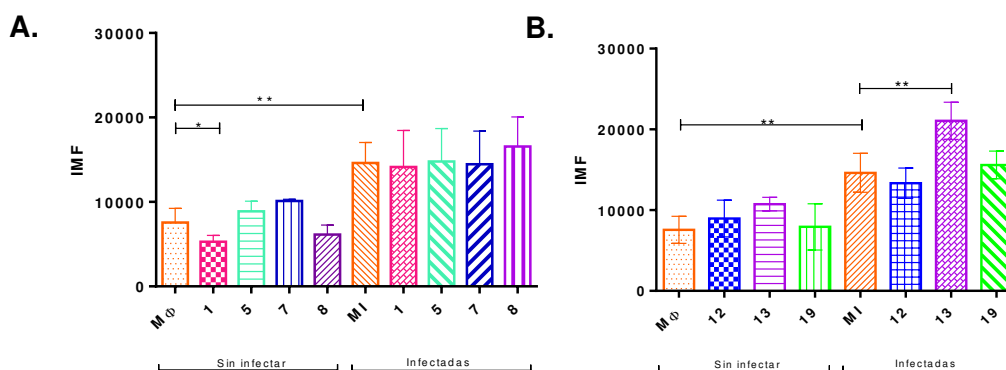 A.
30000
20000
10000
0
IMF
**
*
MΦ 1 5 7 8 MI 1 5 7 8
Sin infectar Infectadas
B.
30000
20000
10000
0
IMF
**
**
MΦ 12 13 19 MI 12 13 19
Sin infectar Infectadas